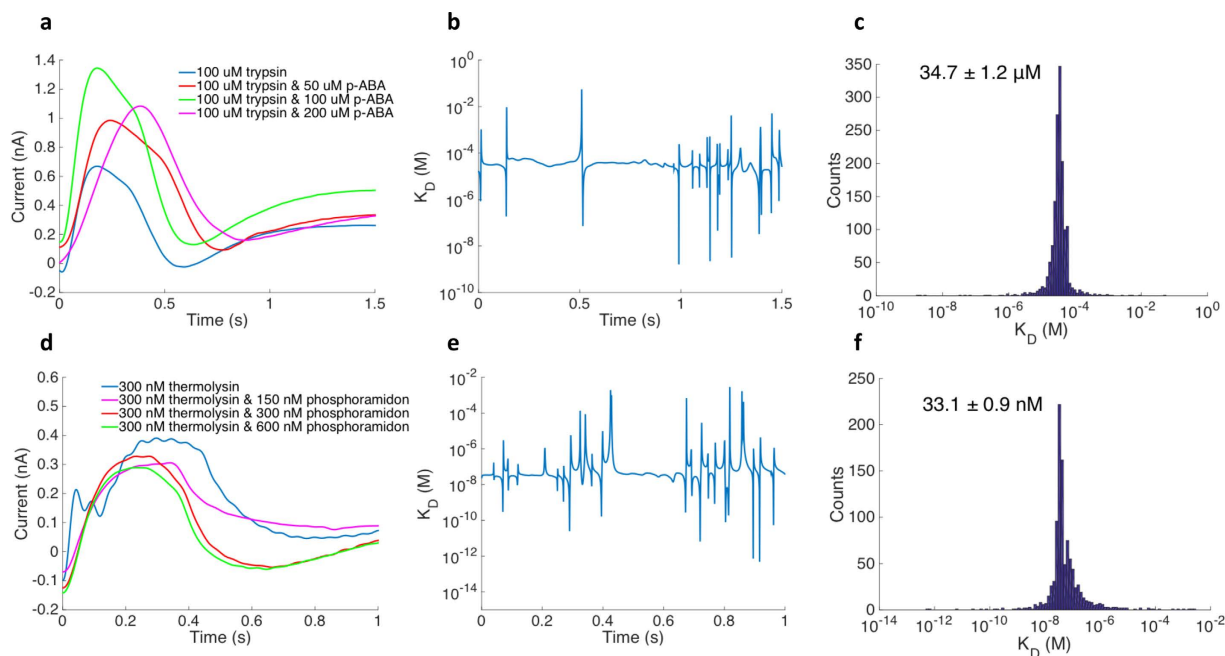 a
1.4
1.2
1
0.8
0.6
0.4
0.2
0
-0.2
Current (nA)
0
0.5
1
1.5
Time (s)
100 uM trypsin
100 uM trypsin & 50 uM p-ABA
100 uM trypsin & 100 uM p-ABA
100 uM trypsin & 200 uM p-ABA
b
10^0
10^-2
10^-4
10^-6
10^-8
10^-10
K_D (M)
0
0.5
1
1.5
Time (s)
c
350
300
250
200
150
100
50
0
Counts
34.7 ± 1.2 µM
10^-10
10^-8
10^-6
10^-4
10^-2
10^0
K_D (M)
d
0.6
0.5
0.4
0.3
0.2
0.1
0
-0.1
-0.2
Current (nA)
0
0.2
0.4
0.6
0.8
1
Time (s)
300 nM thermolysin
300 nM thermolysin & 150 nM phosphoramidon
300 nM thermolysin & 300 nM phosphoramidon
300 nM thermolysin & 600 nM phosphoramidon
e
10^-2
10^-4
10^-6
10^-8
10^-10
10^-12
10^-14
K_D (M)
0
0.2
0.4
0.6
0.8
1
Time (s)
f
250
200
150
100
50
0
Counts
33.1 ± 0.9 nM
10^-14
10^-10
10^-8
10^-6
10^-4
10^-2
K_D (M)